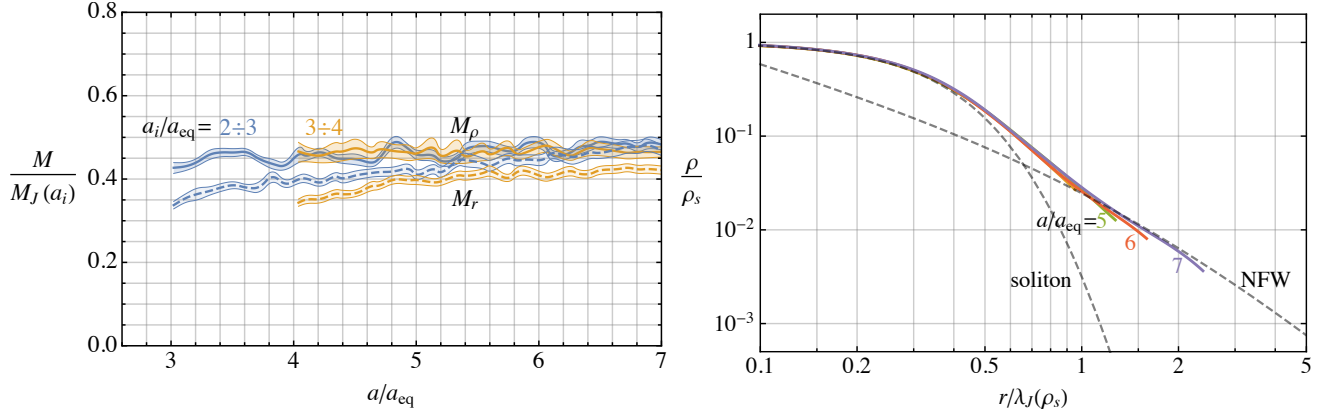 0.8
0.6
0.4
0.2
0.0
M
M_J(a_i)
a_i/a_eq= 2÷3
3÷4
M_ρ
M_r
3 4 5 6 7
a/a_eq
1
10^-1
10^-2
10^-3
ρ
ρ_s
a/a_eq=5
6
7
soliton
NFW
0.1 0.2 0.5 1 2 5
r/λ_J(ρ_s)